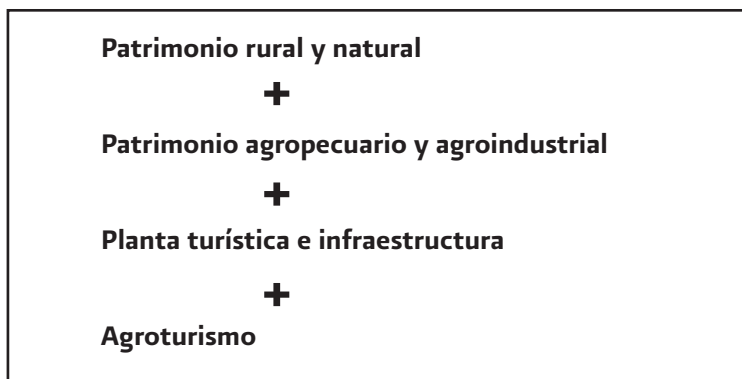 Patrimonio rural y natural
+
Patrimonio agropecuario y agroindustrial
+
Planta turística e infraestructura
+
Agroturismo